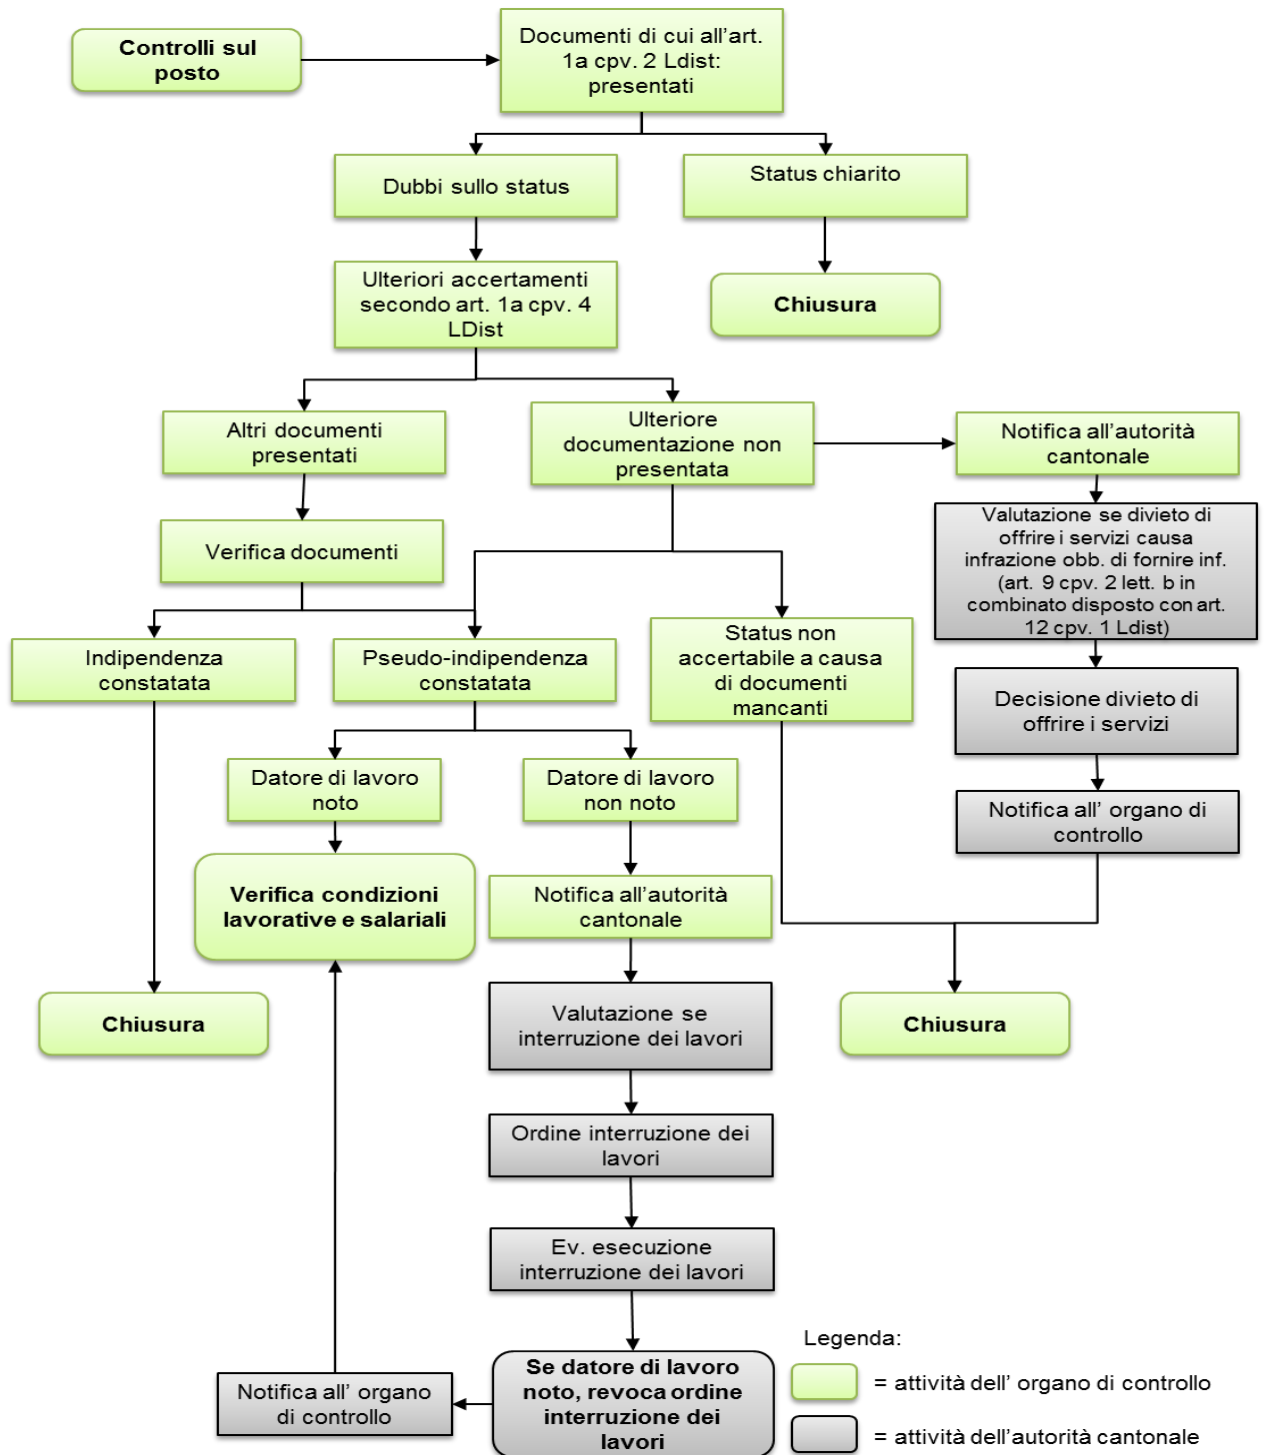 Controlli sul
posto
Documenti di cui all'art.
1a cpv. 2 Ldist:
presentati
Dubbi sullo status
Status chiarito
Ulteriori accertamenti
secondo art. 1a cpv. 4
LDist
Chiusura
Altri documenti
presentati
Ulteriore
documentazione non
presentata
Notifica all'autorità
cantonale
Verifica documenti
Valutazione se divieto di
offrire i servizi causa
infrazione obb. di fornire inf.
(art. 9 cpv. 2 lett. b in
combinato disposto con art.
12 cpv. 1 Ldist)
Indipendenza
constatata
Pseudo-indipendenza
constatata
Status non
accertabile a causa
di documenti
mancanti
Decisione divieto di
offrire i servizi
Datore di lavoro
noto
Datore di lavoro
non noto
Notifica all' organo di
controllo
Verifica condizioni
lavorative e salariali
Notifica all'autorità
cantonale
Chiusura
Valutazione se
interruzione dei lavori
Chiusura
Ordine interruzione dei
lavori
Ev. esecuzione
interruzione dei lavori
Se datore di lavoro
noto, revoca ordine
interruzione dei
lavori
Notifica all' organo
di controllo
Legenda:
= attività dell' organo di controllo
= attività dell'autorità cantonale